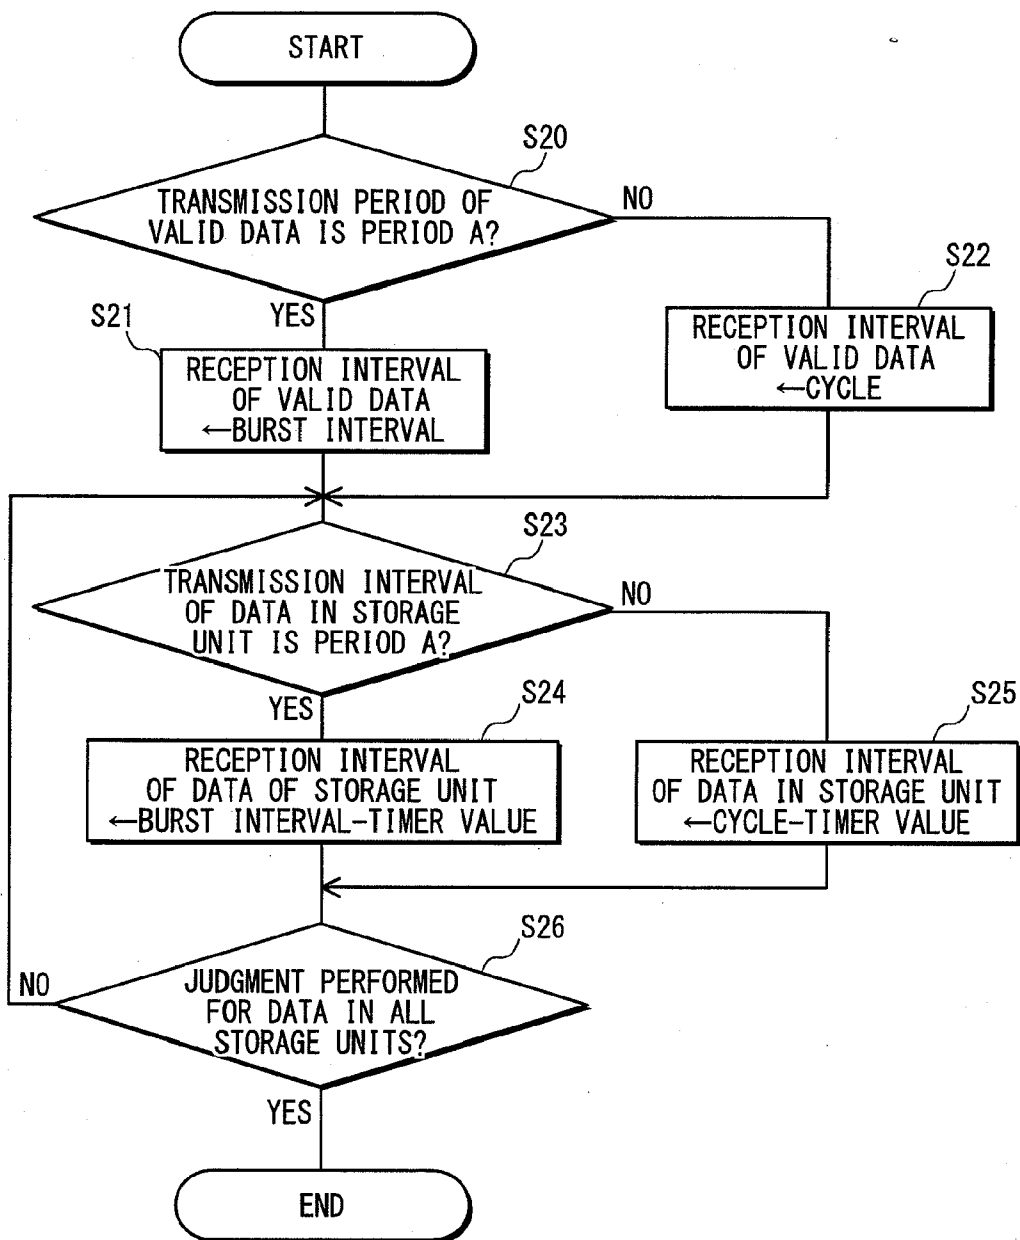 START
S20
TRANSMISSION PERIOD OF
VALID DATA IS PERIOD A?
NO
YES
S22
RECEPTION INTERVAL
OF VALID DATA
←CYCLE
S21
RECEPTION INTERVAL
OF VALID DATA
←BURST INTERVAL
S23
TRANSMISSION INTERVAL
OF DATA IN STORAGE
UNIT IS PERIOD A?
NO
YES
S24
RECEPTION INTERVAL
OF DATA OF STORAGE UNIT
←BURST INTERVAL-TIMER VALUE
S25
RECEPTION INTERVAL
OF DATA IN STORAGE UNIT
←CYCLE-TIMER VALUE
S26
JUDGMENT PERFORMED
FOR DATA IN ALL
STORAGE UNITS?
NO
YES
END